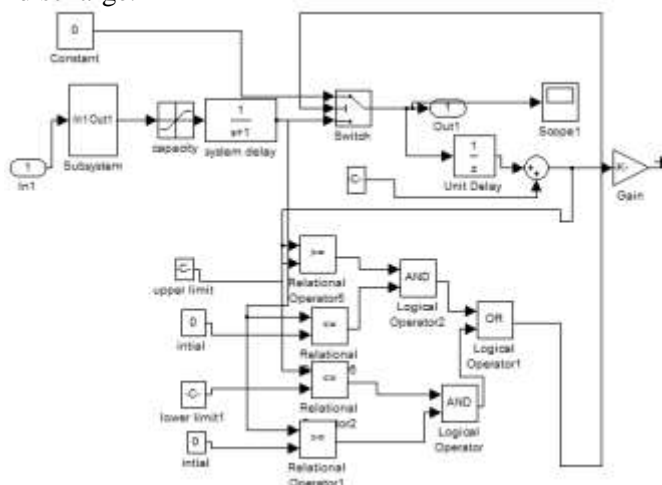 0
Constant
In1 Out1
Subsystem
1
In1
capacity
1
s+1
system delay
Switch
1
Out1
Scope1
1
z
Unit Delay
-C-
+
+
-K-
Gain
-C-
upper limit
>=
Relational
Operator5
AND
Logical
Operator2
0
intial
<=
Relational
OR
Logical
Operator1
-C-
lower limit1
<=
Relational
AND
Logical
Operator
0
intial
>=
Relational
Operator1